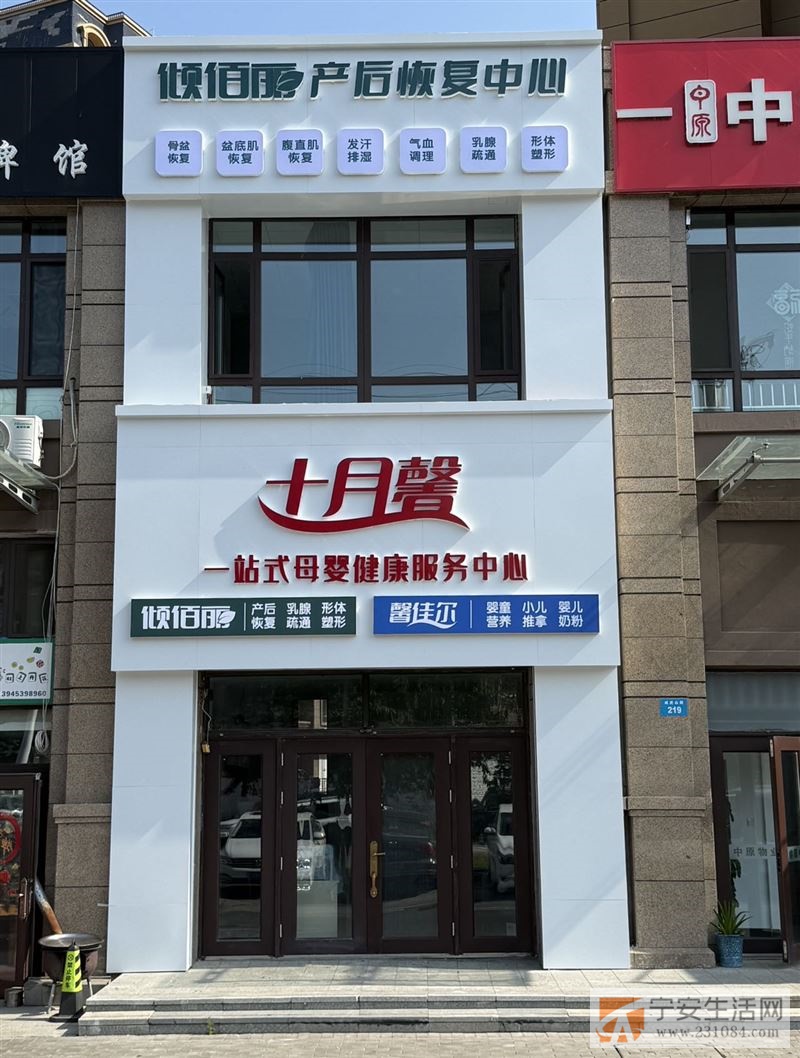 倾佰丽 产后恢复中心
骨盆 恢复
盆底肌 恢复
腹直肌 恢复
发汗 排湿
气血 调理
乳腺 疏通
形体 塑形
牌 馆
一 中原 中
十月馨
一站式母婴健康服务中心
倾佰丽 产后 乳腺 形体
恢复 疏通 塑形
馨佳尔 婴童 小儿 婴儿
营养 推拿 奶粉
3945398960
219
宁安生活网
www.231084.com